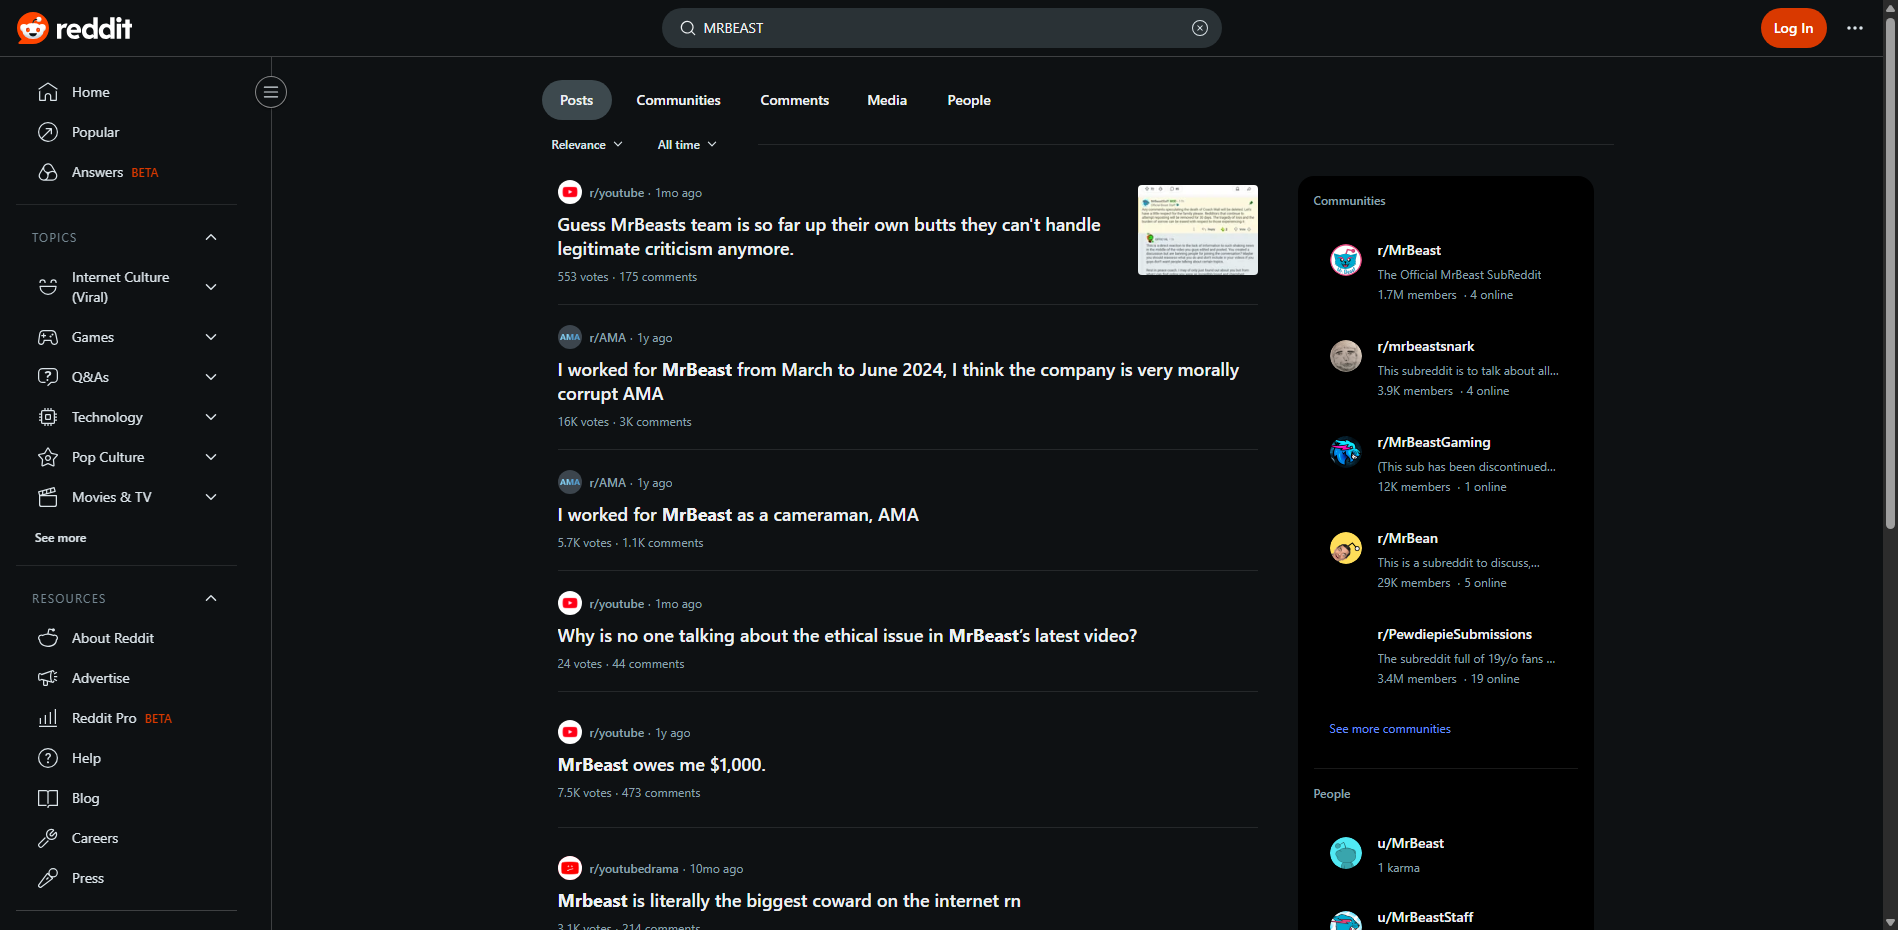 reddit
MRBEAST
Log In
Home
Popular
Answers BETA
TOPICS
Internet Culture
(Viral)
Games
Q&As
Technology
Pop Culture
Movies & TV
See more
RESOURCES
About Reddit
Advertise
Reddit Pro BETA
Help
Blog
Careers
Press
Posts
Communities
Comments
Media
People
Relevance
All time
r/youtube · 1mo ago
Guess MrBeasts team is so far up their own butts they can't handle
legitimate criticism anymore.
553 votes · 175 comments
AMA
r/AMA · 1y ago
I worked for MrBeast from March to June 2024, I think the company is very morally
corrupt AMA
16K votes · 3K comments
AMA
r/AMA · 1y ago
I worked for MrBeast as a cameraman, AMA
5.7K votes · 1.1K comments
r/youtube · 1mo ago
Why is no one talking about the ethical issue in MrBeast’s latest video?
24 votes · 44 comments
r/youtube · 1y ago
MrBeast owes me $1,000.
7.5K votes · 473 comments
r/youtubedrama · 10mo ago
Mrbeast is literally the biggest coward on the internet rn
3.1K votes · 214 comments
Communities
r/MrBeast
The Official MrBeast SubReddit
1.7M members · 4 online
r/mrbeastsnark
This subreddit is to talk about all...
3.9K members · 4 online
r/MrBeastGaming
(This sub has been discontinued...
12K members · 1 online
r/MrBean
This is a subreddit to discuss,...
29K members · 5 online
r/PewdiepieSubmissions
The subreddit full of 19y/o fans ...
3.4M members · 19 online
See more communities
People
u/MrBeast
1 karma
u/MrBeastStaff